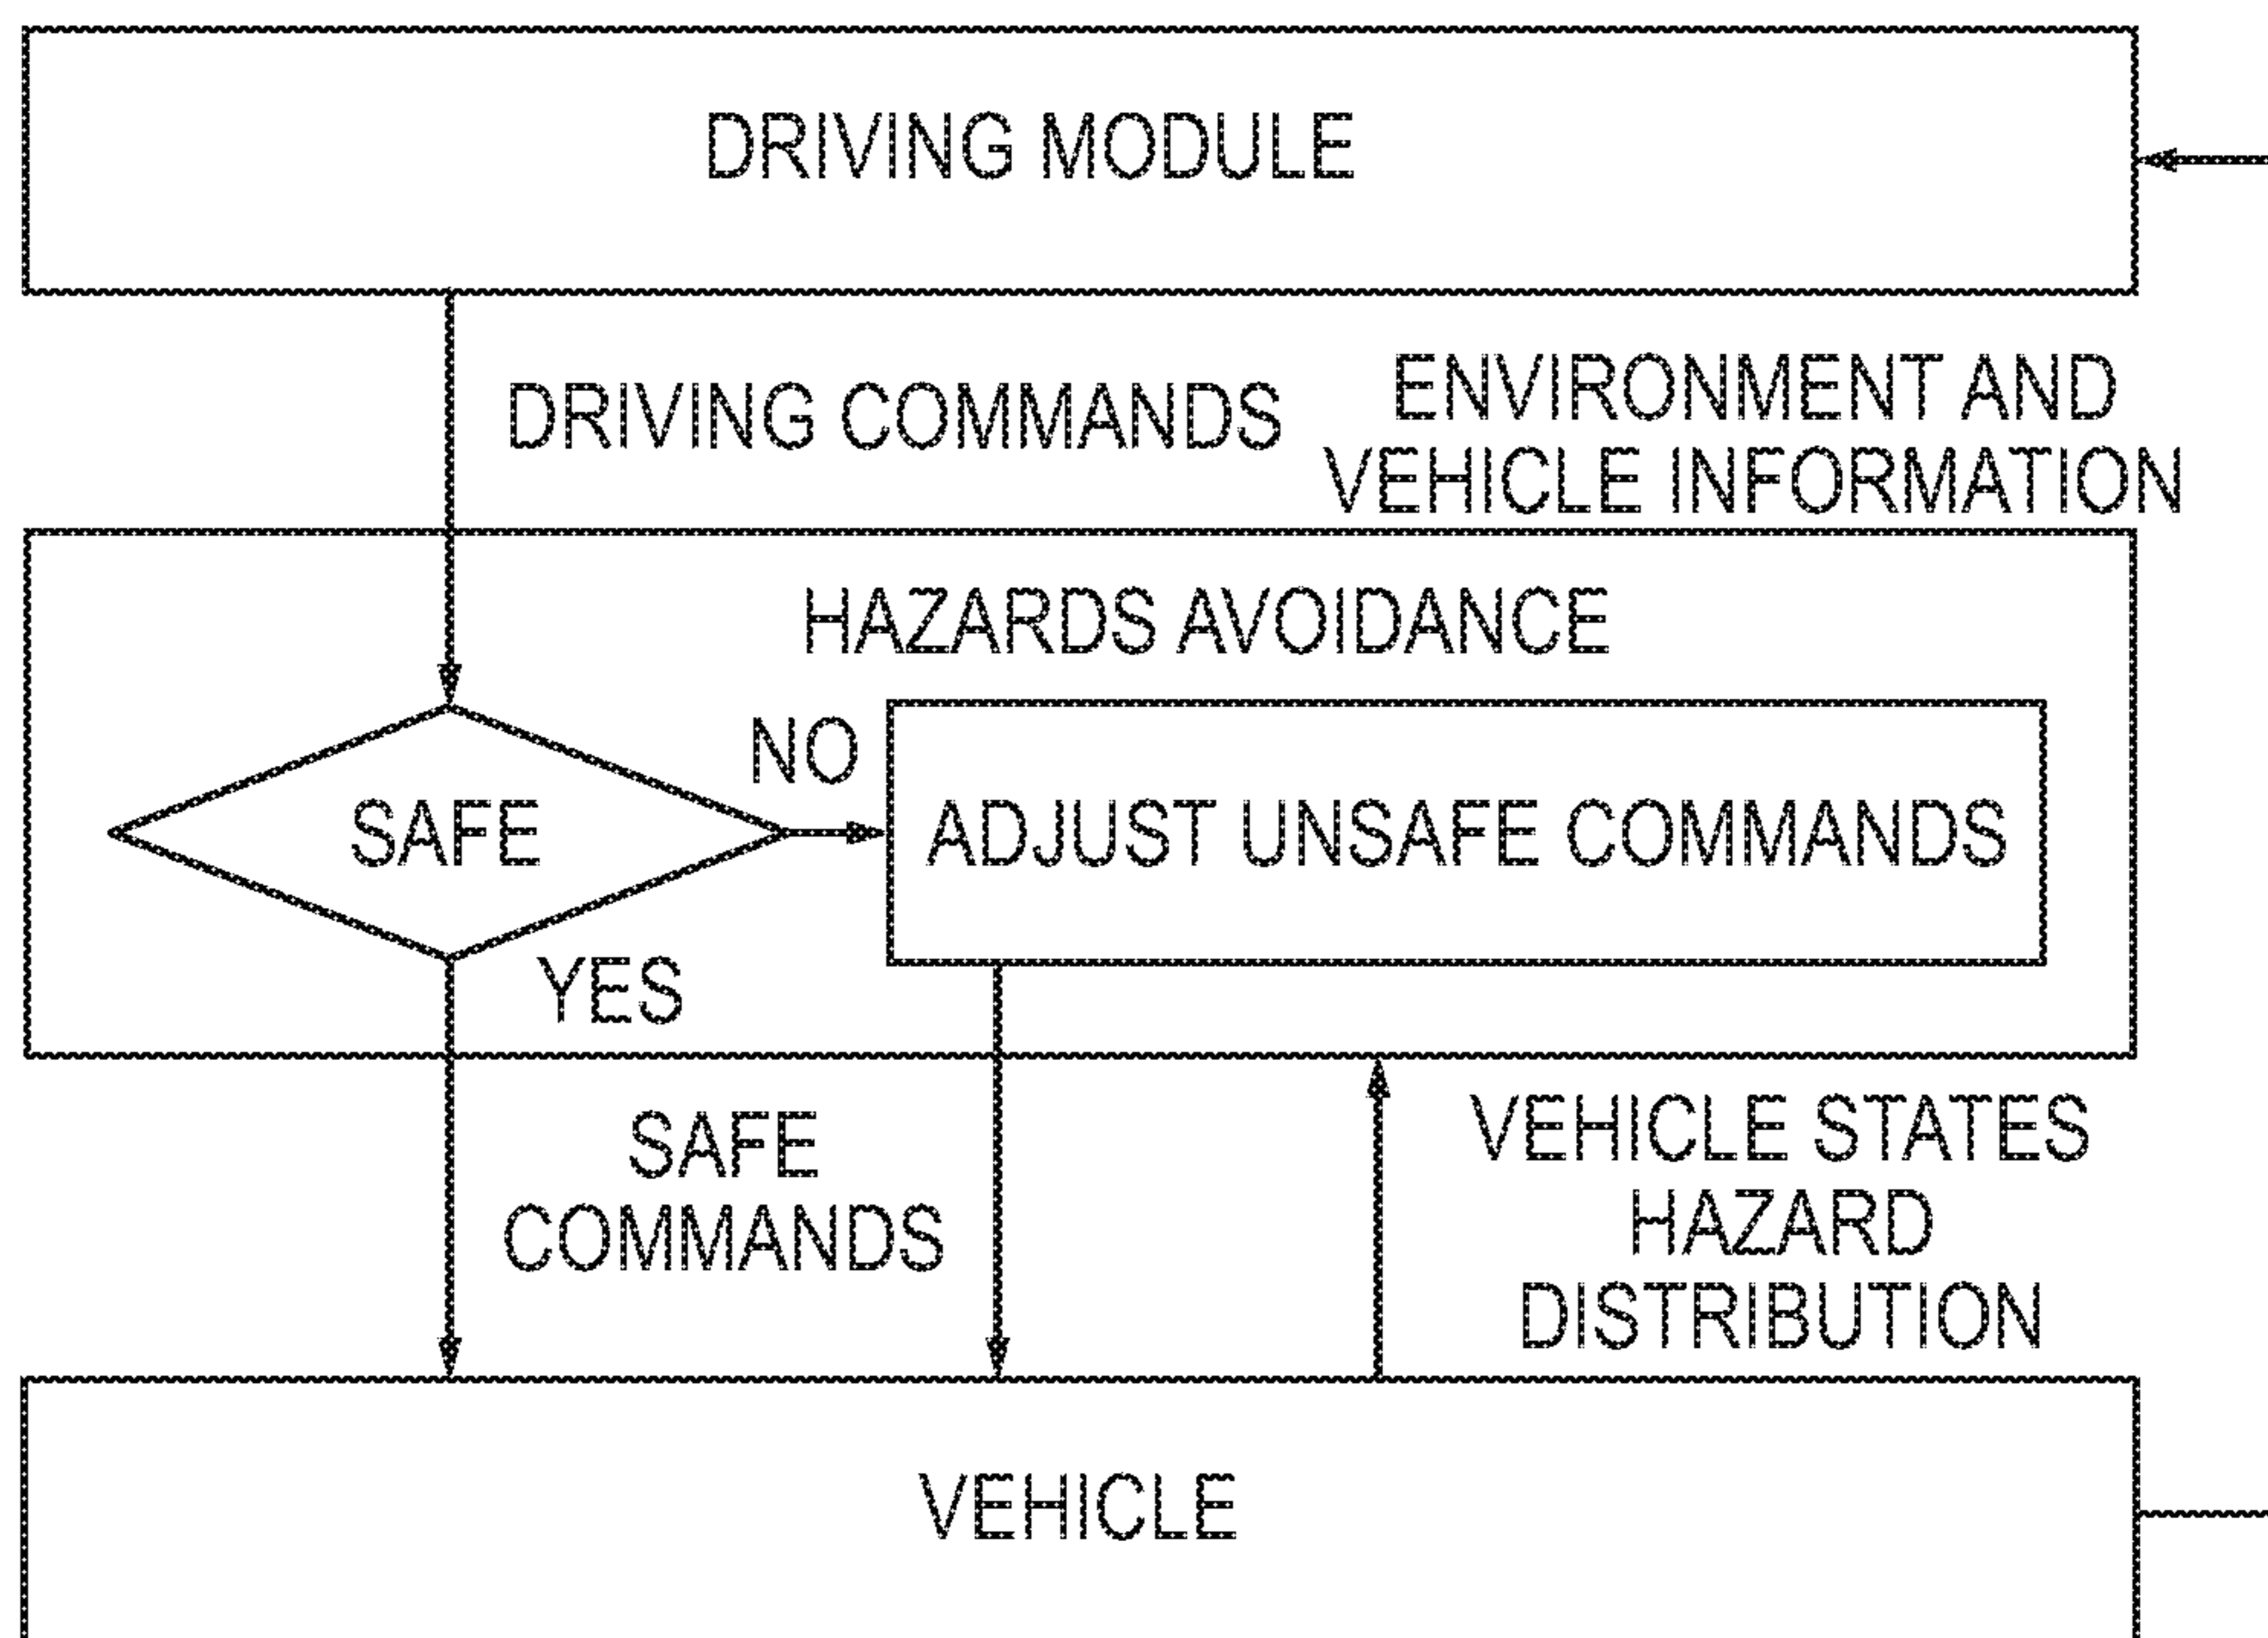 DRIVING MODULE
DRIVING COMMANDS
ENVIRONMENT AND
VEHICLE INFORMATION
HAZARDS AVOIDANCE
NO
SAFE
ADJUST UNSAFE COMMANDS
YES
SAFE
COMMANDS
VEHICLE STATES
HAZARD
DISTRIBUTION
VEHICLE